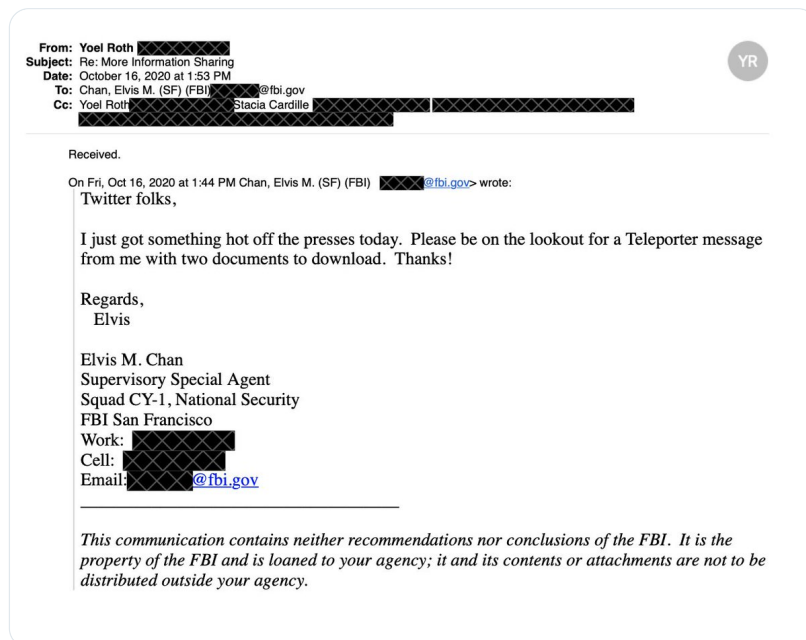 From: Yoel Roth
Subject: Re: More Information Sharing
Date: October 16, 2020 at 1:53 PM
To: Chan, Elvis M. (SF) (FBI) @fbi.gov
Cc: Yoel Roth Stacia Cardille
YR
Received.
On Fri, Oct 16, 2020 at 1:44 PM Chan, Elvis M. (SF) (FBI) @fbi.gov> wrote:
Twitter folks,
I just got something hot off the presses today. Please be on the lookout for a Teleporter message
from me with two documents to download. Thanks!
Regards,
Elvis
Elvis M. Chan
Supervisory Special Agent
Squad CY-1, National Security
FBI San Francisco
Work:
Cell:
Email: @fbi.gov
This communication contains neither recommendations nor conclusions of the FBI. It is the
property of the FBI and is loaned to your agency; it and its contents or attachments are not to be
distributed outside your agency.